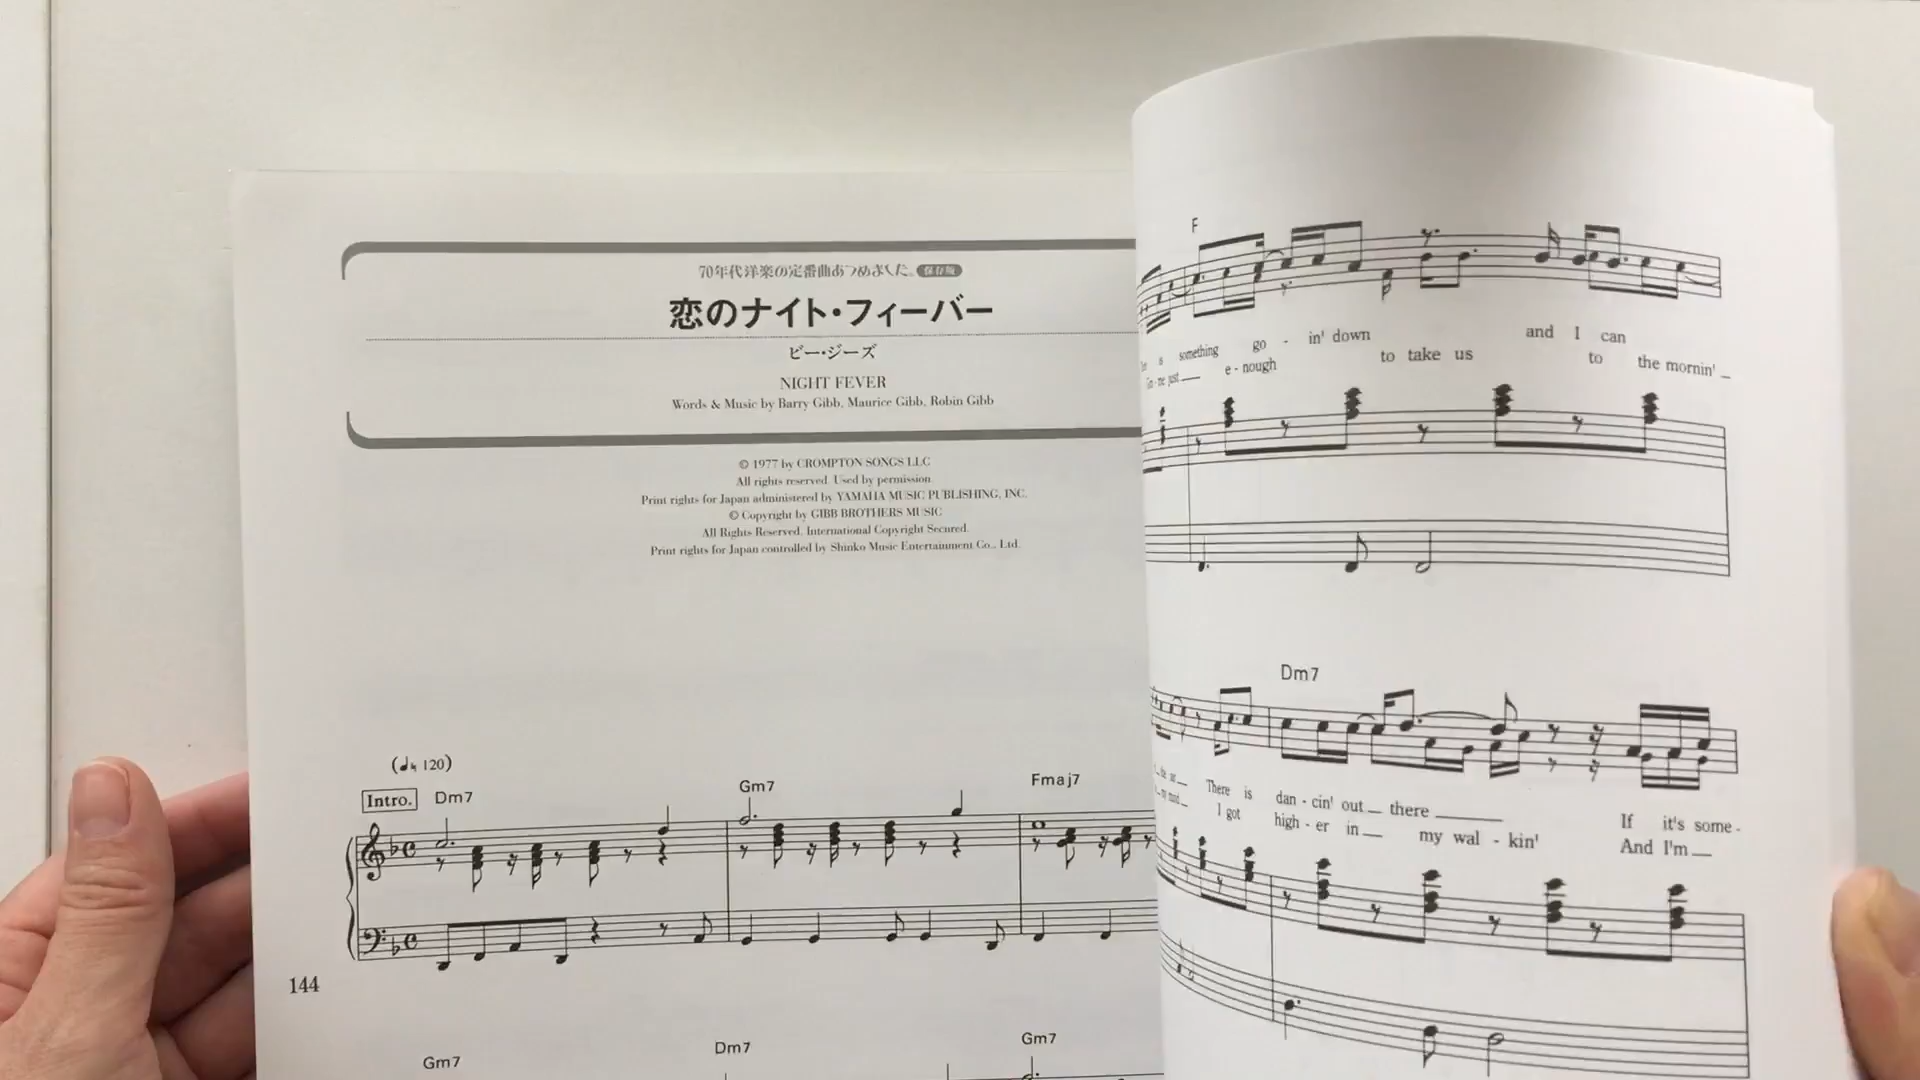 70年代洋楽の定番曲あつめました。保存版
恋のナイト・フィーバー
ビー・ジーズ
NIGHT FEVER
Words & Music by Barry Gibb, Maurice Gibb, Robin Gibb
© 1977 by CROMPTON SONGS LLC
All rights reserved. Used by permission.
Print rights for Japan administered by YAMAHA MUSIC PUBLISHING, INC.
© Copyright by GIBB BROTHERS MUSIC
All Rights Reserved. International Copyright Secured.
Print rights for Japan controlled by Shinko Music Entertainment Co., Ltd.
(♩≒120)
Intro. Dm7 Gm7 Fmaj7
144
Gm7 Dm7 Gm7
F
is something go - in' down and I can
just e - nough to take us to the mornin'
Dm7
There is dan - cin' out there If it's some-
I got high - er in my wal - kin' And I'm